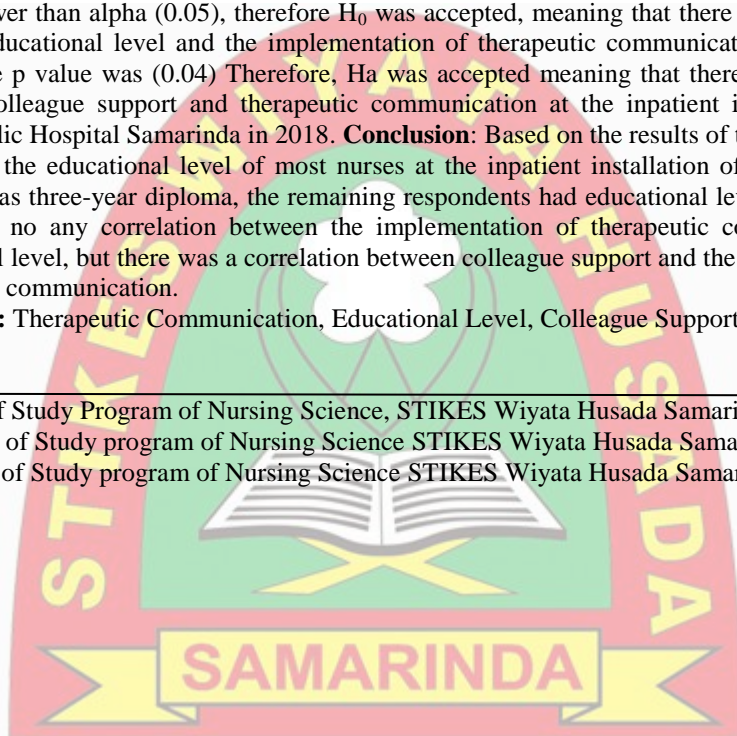 ver than alpha (0.05), therefore H0 was accepted, meaning that there
ducational level and the implementation of therapeutic communicat
e p value was (0.04) Therefore, Ha was accepted meaning that there
olleague support and therapeutic communication at the inpatient i
lic Hospital Samarinda in 2018. Conclusion: Based on the results of t
the educational level of most nurses at the inpatient installation of
as three-year diploma, the remaining respondents had educational lev
no any correlation between the implementation of therapeutic co
l level, but there was a correlation between colleague support and the
communication.
: Therapeutic Communication, Educational Level, Colleague Support
f Study Program of Nursing Science, STIKES Wiyata Husada Samari
of Study program of Nursing Science STIKES Wiyata Husada Sama
of Study program of Nursing Science STIKES Wiyata Husada Samar
STIKES WIYATA HUSADA
SAMARINDA